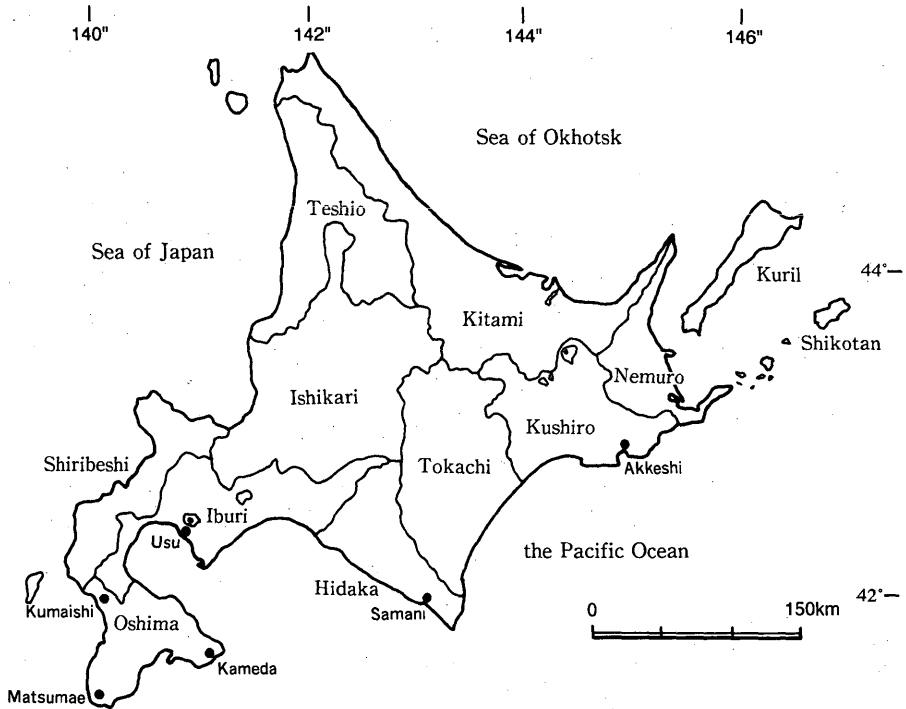 140" 142" 144" 146"
Sea of Okhotsk
Teshio
Sea of Japan
Kuril
44°
Kitami
Shikotan
Nemuro
Ishikari
Kushiro
Shiribeshi
Tokachi
Akkeshi
Iburi
Usu
the Pacific Ocean
Hidaka
42°
Kumaishi
Samani
0 150km
Oshima
Kameda
Matsumae